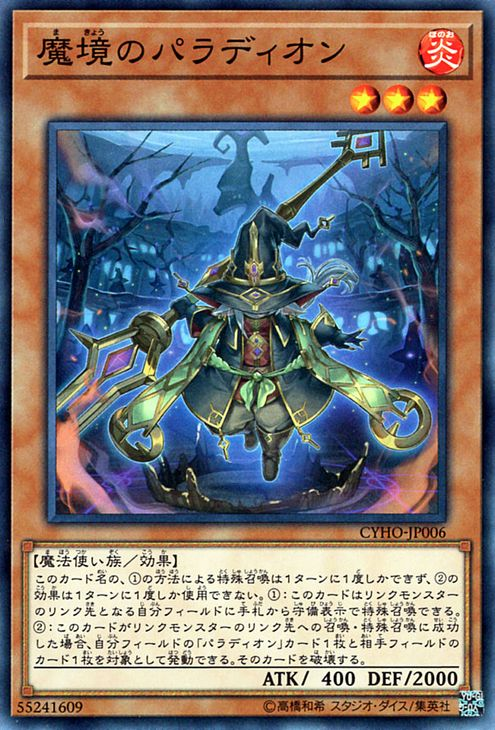 魔境のパラディオン
炎
CYHO-JP006
【魔法使い族／効果】
このカード名の、①の方法による特殊召喚は1ターンに1度しかできず、②の
効果は1ターンに1度しか使用できない。①：このカードはリンクモンスター
のリンク先となる自分フィールドに手札から守備表示で特殊召喚できる。
②：このカードがリンクモンスターのリンク先への召喚・特殊召喚に成功
した場合、自分フィールドの「パラディオン」カード1枚と相手フィールドの
カード1枚を対象として発動できる。そのカードを破壊する。
ATK/ 400 DEF/2000
55241609
©高橋和希 スタジオ・ダイス/集英社